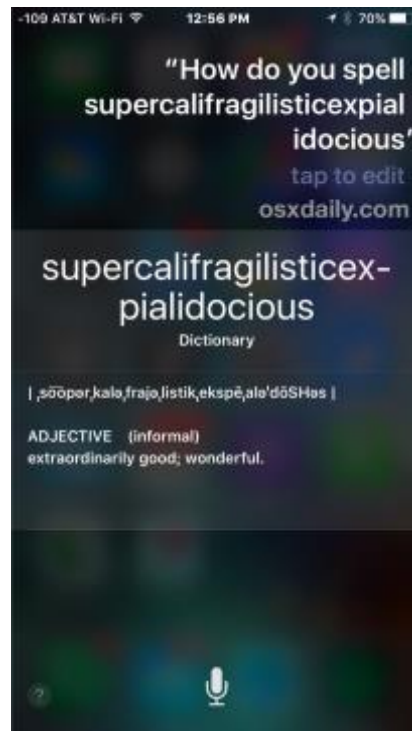 -109 AT&T Wi-Fi 12:56 PM 70%
“How do you spell
supercalifragilisticexpial
idocious”
tap to edit
osxdaily.com
supercalifragilisticex-
pialidocious
Dictionary
| ˌso͞opərˌkaləˌfrajəˌlistikˌekspēˌaləˈdōSHəs |
ADJECTIVE (informal)
extraordinarily good; wonderful.
?